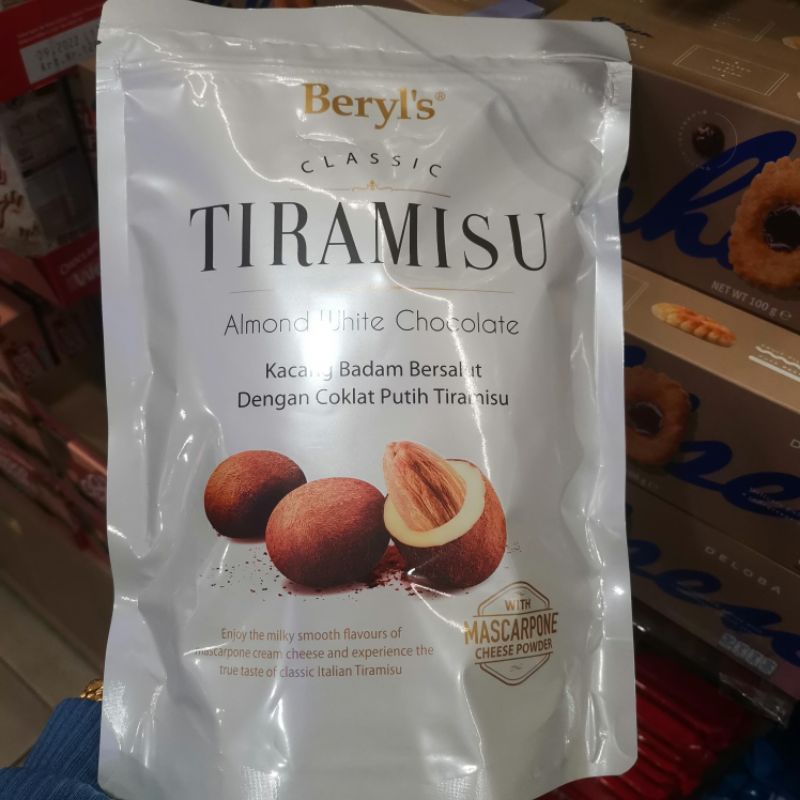 Beryl's®
CLASSIC
TIRAMISU
Almond White Chocolate
Kacang Badam Bersalut
Dengan Coklat Putih Tiramisu
Enjoy the milky smooth flavours of
mascarpone cream cheese and experience the
true taste of classic Italian Tiramisu
WITH
MASCARPONE
CHEESE POWDER
NET WT 100 g e
DELOBA